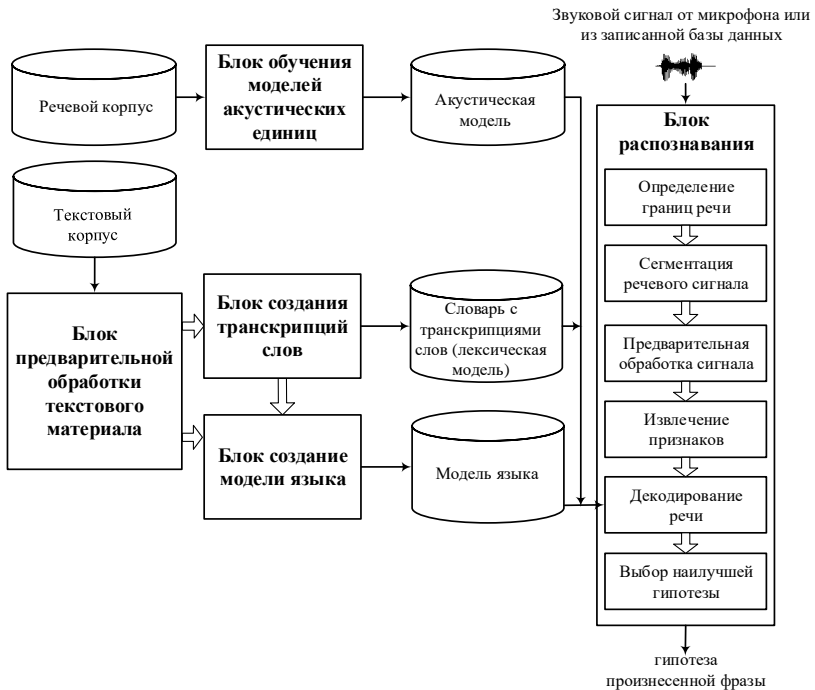 Звуковой сигнал от микрофона или
из записанной базы данных
Речевой корпус
Блок обучения
моделей
акустических
единиц
Акустическая
модель
Текстовый
корпус
Блок
предварительной
обработки
текстового
материала
Блок создания
транскрипций
слов
Словарь с
транскрипциями
слов (лексическая
модель)
Блок создание
модели языка
Модель языка
Блок
распознавания
Определение
границ речи
Сегментация
речевого сигнала
Предварительная
обработка сигнала
Извлечение
признаков
Декодирование
речи
Выбор наилучшей
гипотезы
гипотеза
произнесенной фразы